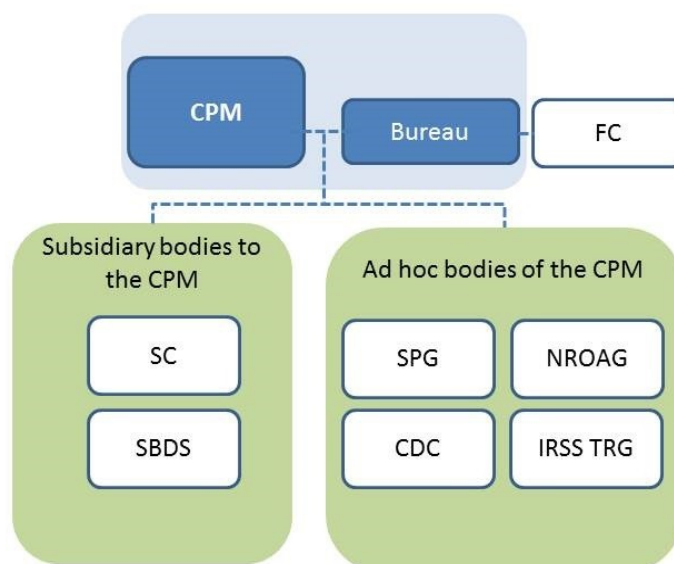 CPM
Bureau
FC
Subsidiary bodies to
the CPM
Ad hoc bodies of the CPM
SC
SBDS
SPG
NROAG
CDC
IRSS TRG